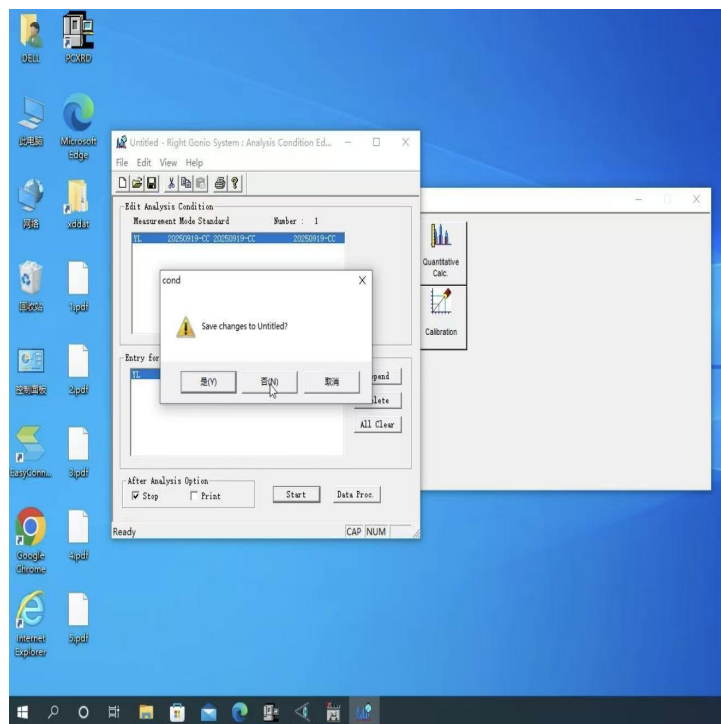 DELL
PCXRD
此电脑
Microsoft Edge
网络
xddat
回收站
1.pdf
控制面板
2.pdf
EasyConn...
3.pdf
Google Chrome
4.pdf
Internet Explorer
5.pdf
Untitled - Right Gonio System : Analysis Condition Ed...
File Edit View Help
Edit Analysis Condition
Measurement Mode Standard Number : 1
YL 20250919-CC 20250919-CC 20250919-CC
cond
Save changes to Untitled?
是(Y) 否(N) 取消
Entry for
YL
All Clear
After Analysis Option
Stop Print Start Data Proc.
Ready CAP NUM
Quantitative Calc.
Calibration